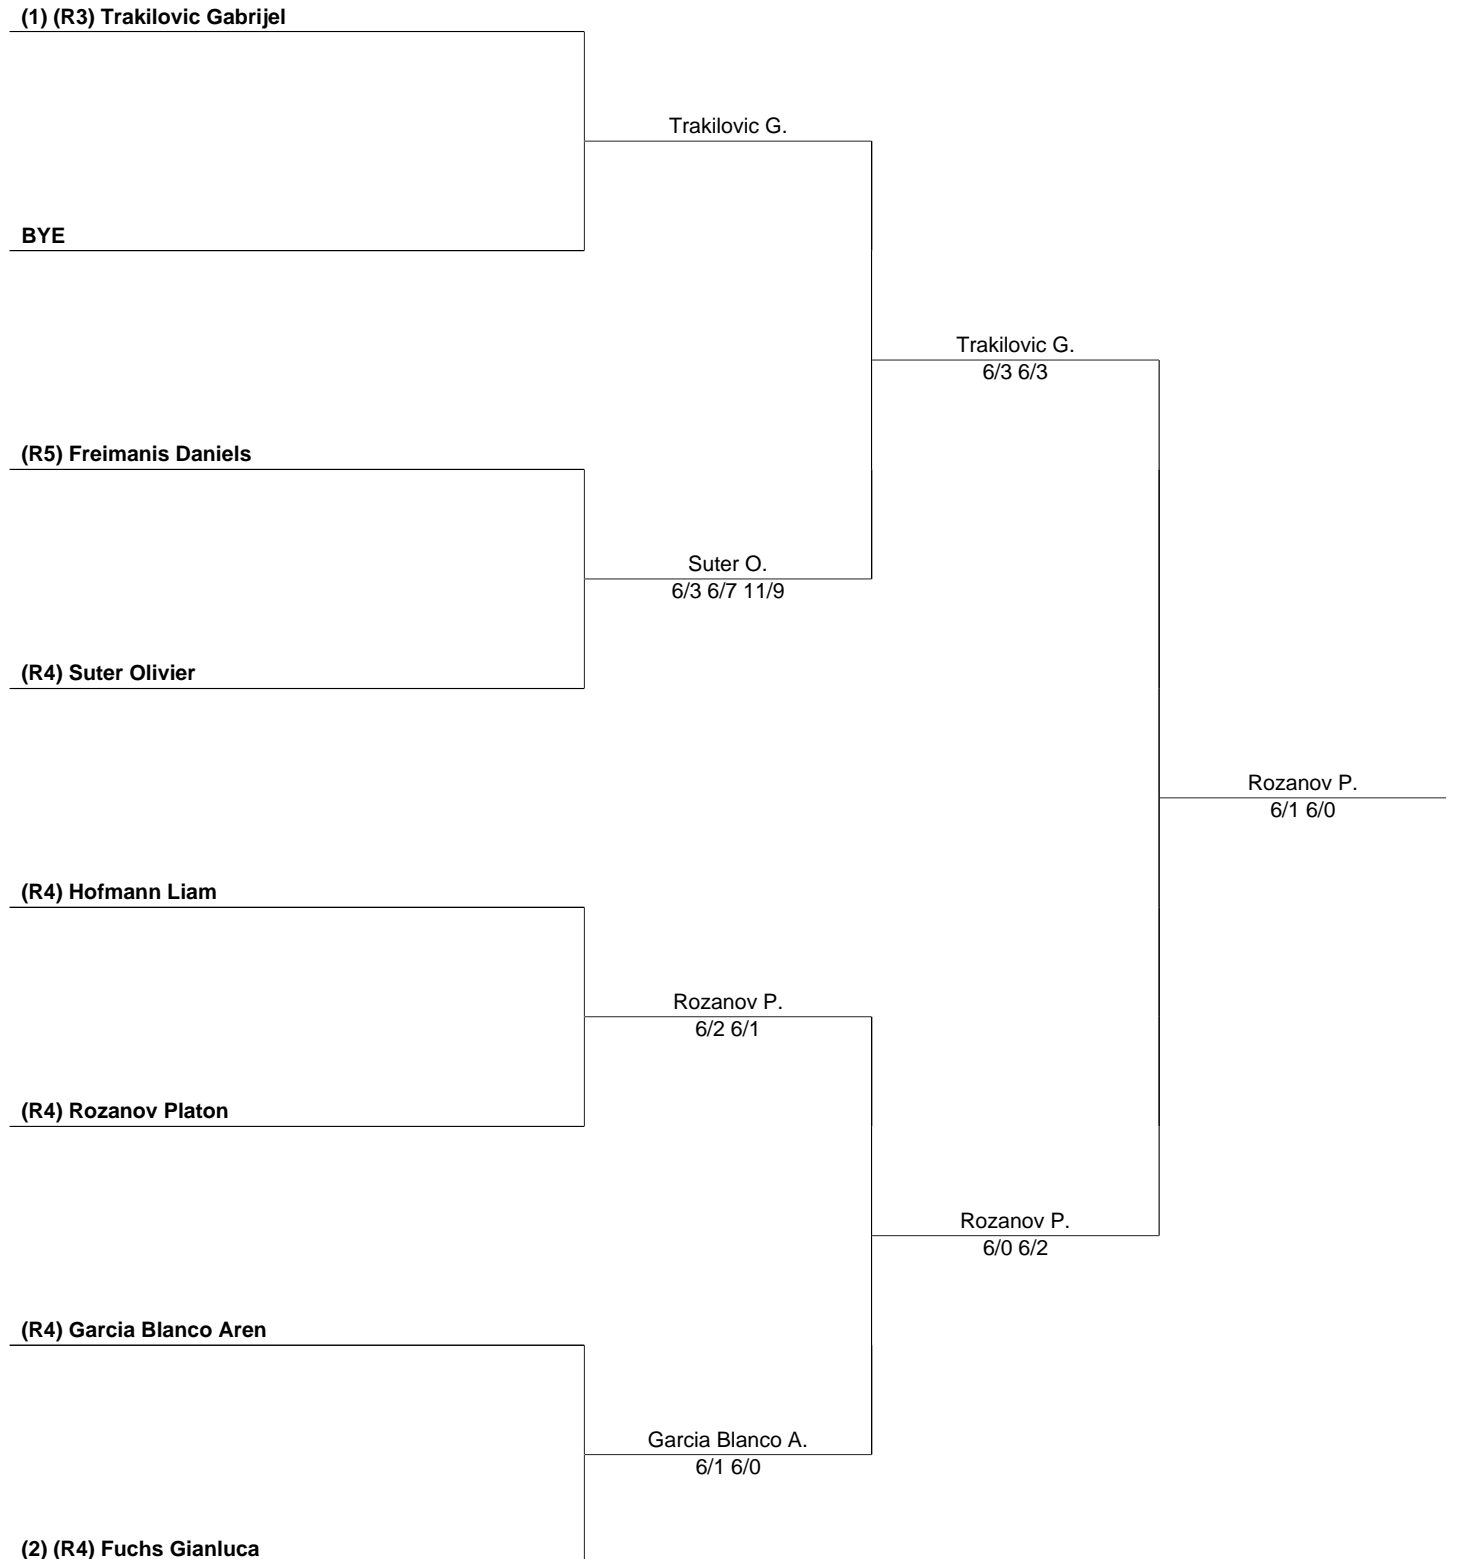 (1) (R3) Trakilovic Gabrijel
Trakilovic G.
BYE
Trakilovic G.
6/3 6/3
(R5) Freimanis Daniels
Suter O.
6/3 6/7 11/9
(R4) Suter Olivier
Rozanov P.
6/1 6/0
(R4) Hofmann Liam
Rozanov P.
6/2 6/1
(R4) Rozanov Platon
Rozanov P.
6/0 6/2
(R4) Garcia Blanco Aren
Garcia Blanco A.
6/1 6/0
(2) (R4) Fuchs Gianluca